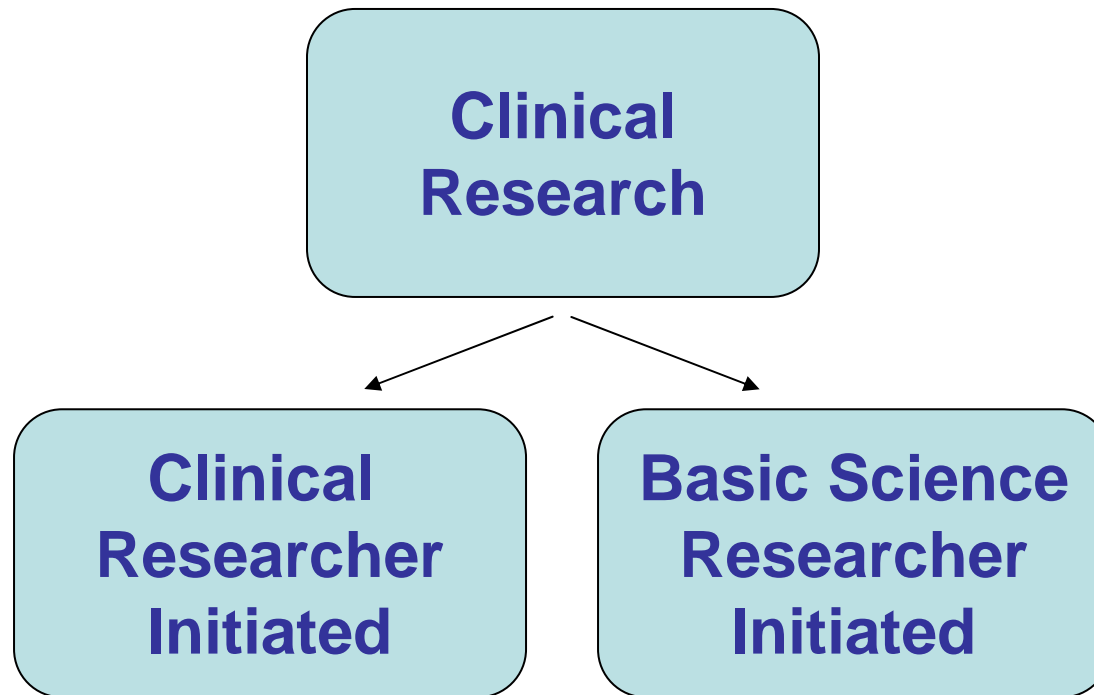 Clinical
Research
Clinical
Researcher
Initiated
Basic Science
Researcher
Initiated